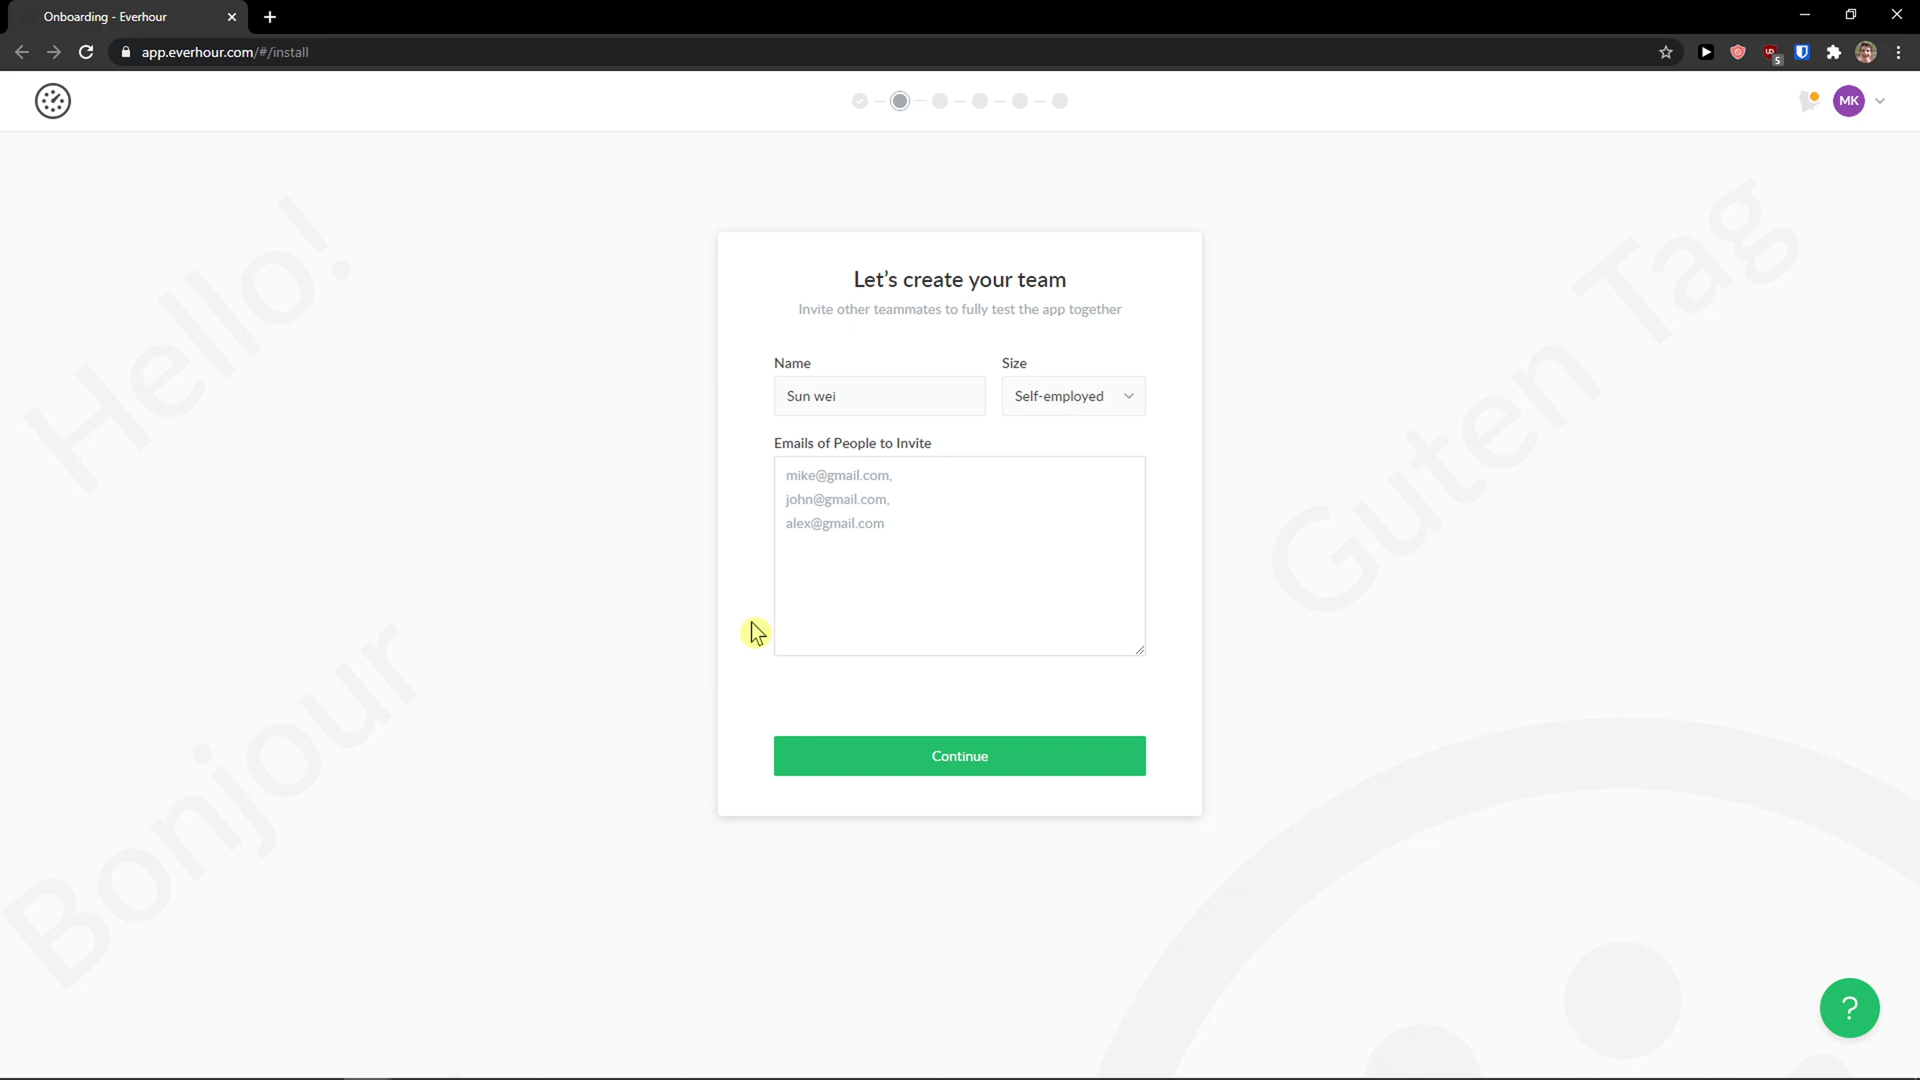 Onboarding - Everhour
app.everhour.com/#/install
5
MK
Hello!
Guten Tag
Bonjour
Let's create your team
Invite other teammates to fully test the app together
Name
Size
Sun wei
Self-employed
Emails of People to Invite
mike@gmail.com,
john@gmail.com,
alex@gmail.com
Continue
?